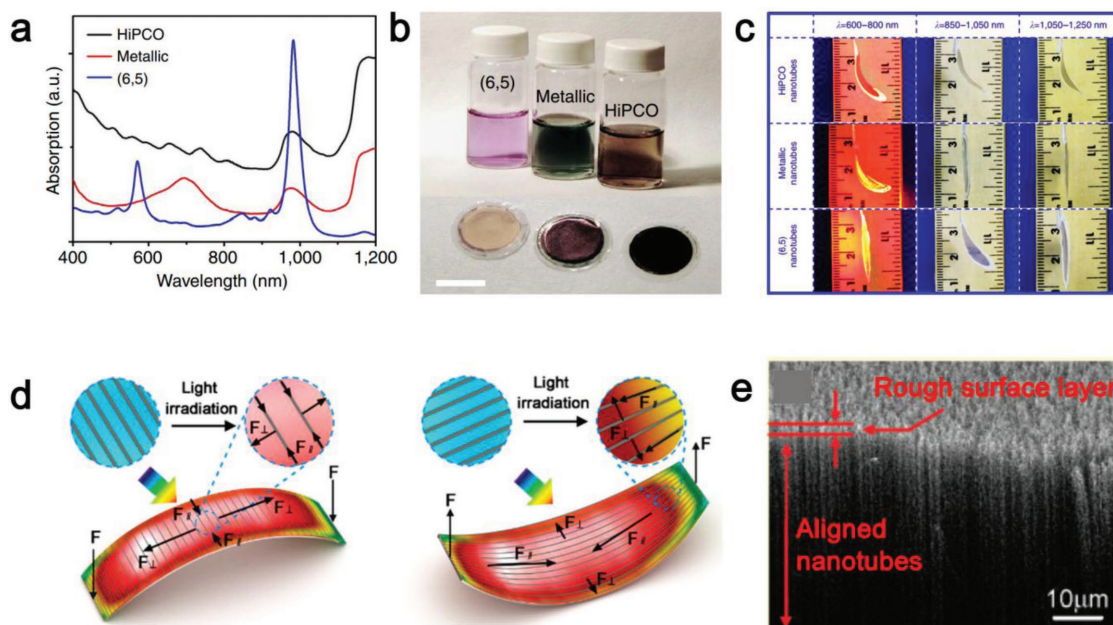 a
HiPCO
Metallic
(6,5)
Absorption (a.u.)
400
600
800
1,000
1,200
Wavelength (nm)
b
(6,5)
Metallic
HiPCO
c
λ=600–800 nm
λ=850–1,050 nm
λ=1,050–1,250 nm
HiPCO
nanotubes
Metallic
nanotubes
(6,5)
nanotubes
d
Light
irradiation
F⊥
F∥
F
F
F∥
F⊥
F⊥
F∥
Light
irradiation
F∥
F⊥
F
F
F⊥
F∥
F∥
F⊥
e
Rough surface layer
Aligned
nanotubes
10μm